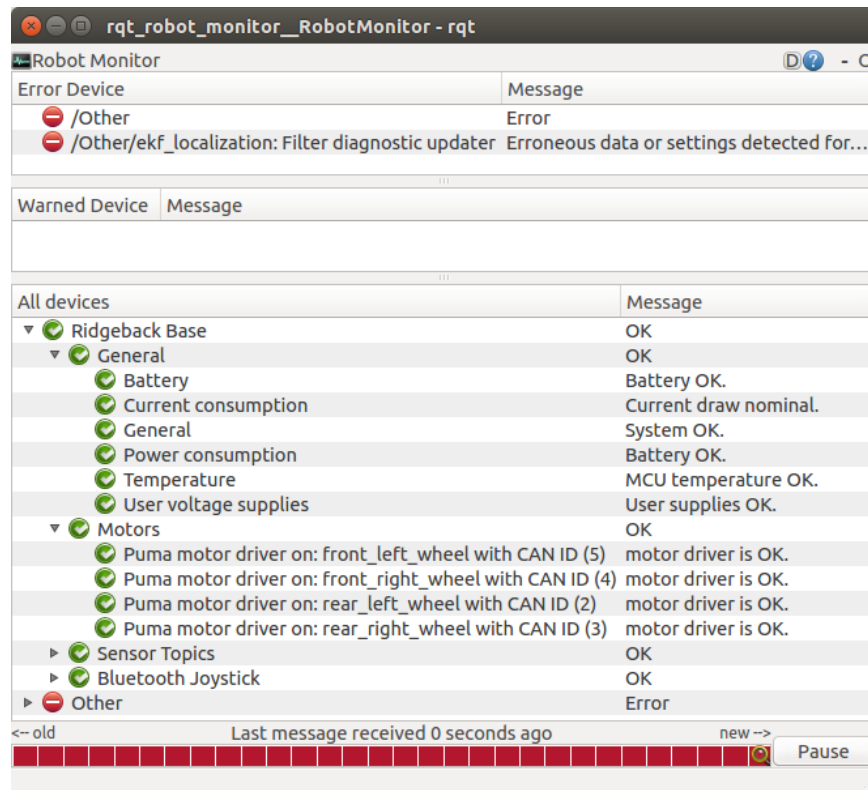 rqt_robot_monitor__RobotMonitor - rqt
Robot Monitor D ? - O
Error Device Message
/Other Error
/Other/ekf_localization: Filter diagnostic updater Erroneous data or settings detected for...
Warned Device Message
All devices Message
Ridgeback Base OK
General OK
Battery Battery OK.
Current consumption Current draw nominal.
General System OK.
Power consumption Battery OK.
Temperature MCU temperature OK.
User voltage supplies User supplies OK.
Motors OK
Puma motor driver on: front_left_wheel with CAN ID (5) motor driver is OK.
Puma motor driver on: front_right_wheel with CAN ID (4) motor driver is OK.
Puma motor driver on: rear_left_wheel with CAN ID (2) motor driver is OK.
Puma motor driver on: rear_right_wheel with CAN ID (3) motor driver is OK.
Sensor Topics OK
Bluetooth Joystick OK
Other Error
<-- old Last message received 0 seconds ago new -->
Pause